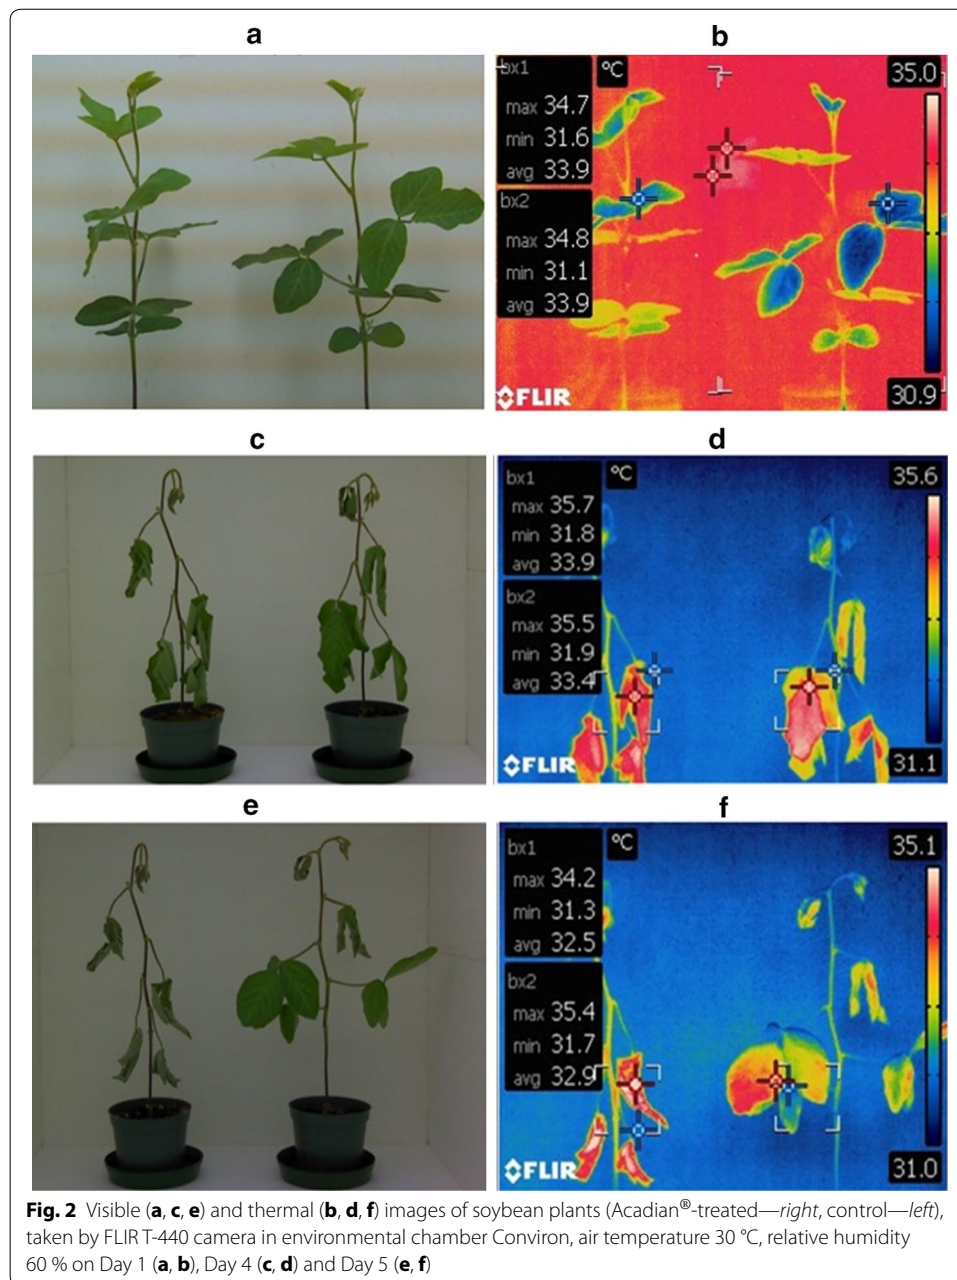 a
b
bx1
°C
35.0
max 34.7
min 31.6
avg 33.9
bx2
max 34.8
min 31.1
avg 33.9
FLIR
30.9
c
d
bx1
°C
35.6
max 35.7
min 31.8
avg 33.9
bx2
max 35.5
min 31.9
avg 33.4
FLIR
31.1
e
f
bx1
°C
35.1
max 34.2
min 31.3
avg 32.5
bx2
max 35.4
min 31.7
avg 32.9
FLIR
31.0
Fig. 2 Visible (a, c, e) and thermal (b, d, f) images of soybean plants (Acadian®-treated—right, control—left),
taken by FLIR T-440 camera in environmental chamber Conviron, air temperature 30 °C, relative humidity
60 % on Day 1 (a, b), Day 4 (c, d) and Day 5 (e, f)